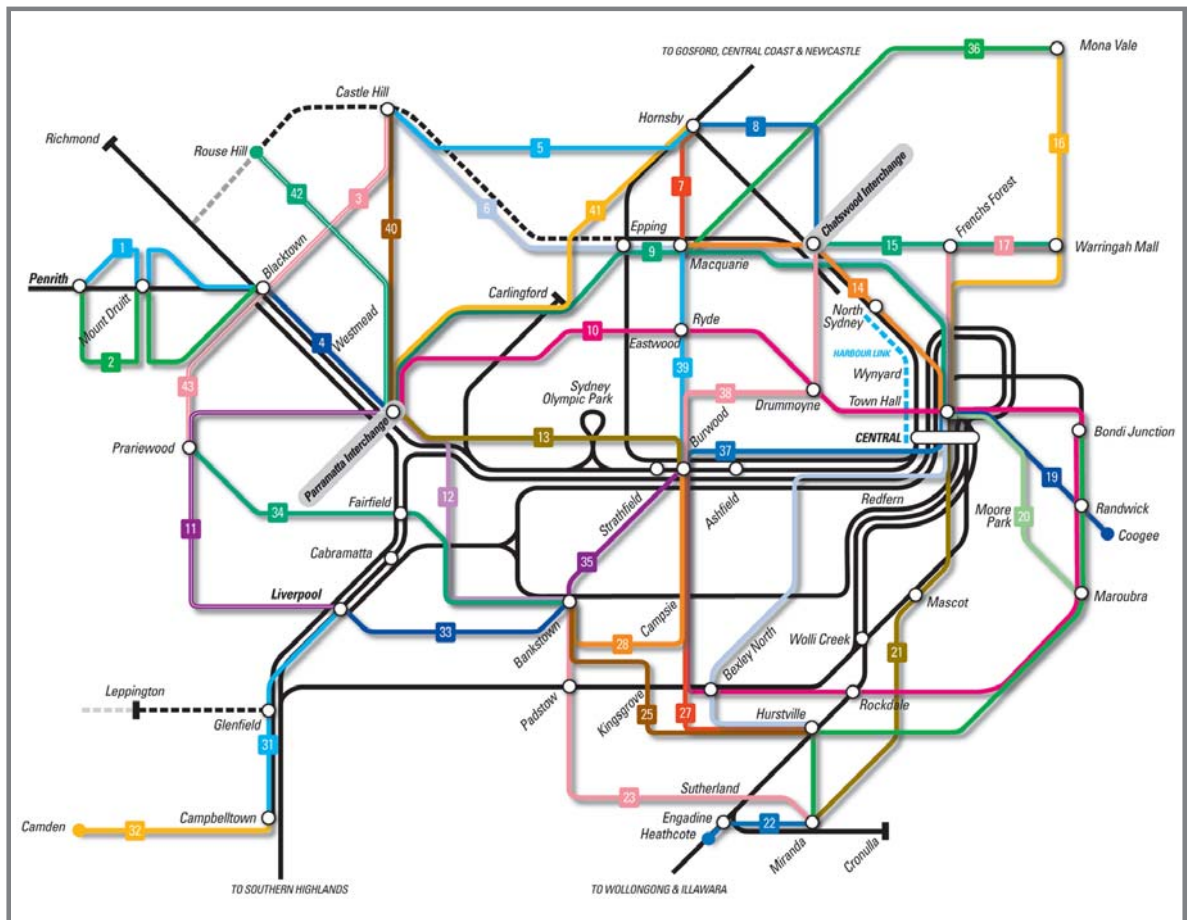 TO GOSFORD, CENTRAL COAST & NEWCASTLE
36
Mona Vale
Castle Hill
Richmond
Hornsby
8
Rouse Hill
5
16
42
3
7
Chatswood Interchange
Frenchs Forest
6
41
40
Epping
1
Blacktown
9
15
17
Warringah Mall
Penrith
Macquarie
Mount Druitt
Carlingford
14
North
Sydney
4
Westmead
10
Ryde
Eastwood
HARBOUR LINK
2
39
Wynyard
43
Sydney
Olympic Park
38
Drummoyne
Town Hall
Parramatta Interchange
13
Burwood
CENTRAL
Bondi Junction
Prariewood
12
37
19
Fairfield
Strathfield
Ashfield
Redfern
Moore
Park
20
Randwick
34
11
Coogee
Cabramatta
35
Liverpool
Mascot
Maroubra
33
Bankstown
28
Campsie
Bexley North
Wolli Creek
21
Leppington
Padstow
Kingsgrove
25
27
Hurstville
Rockdale
Glenfield
31
23
Sutherland
Camden
32
Campbelltown
Engadine
22
Heathcote
Miranda
Cronulla
TO SOUTHERN HIGHLANDS
TO WOLLONGONG & ILLAWARA